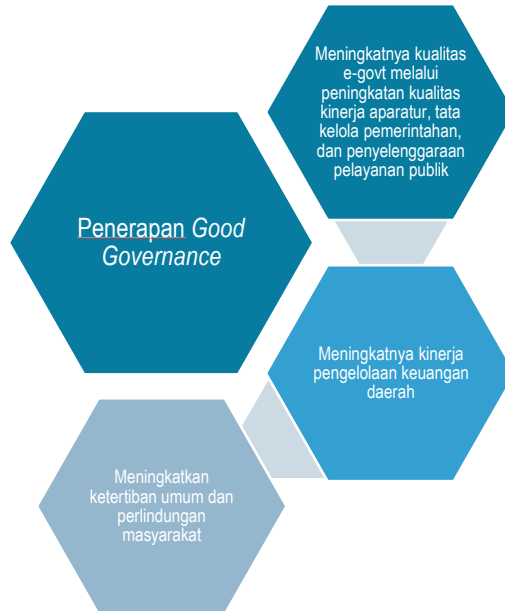 Meningkatnya kualitas
e-govt melalui
peningkatan kualitas
kinerja aparatur, tata
kelola pemerintahan,
dan penyelenggaraan
pelayanan publik
Penerapan Good
Governance
Meningkatnya kinerja
pengelolaan keuangan
daerah
Meningkatkan
ketertiban umum dan
perlindungan
masyarakat